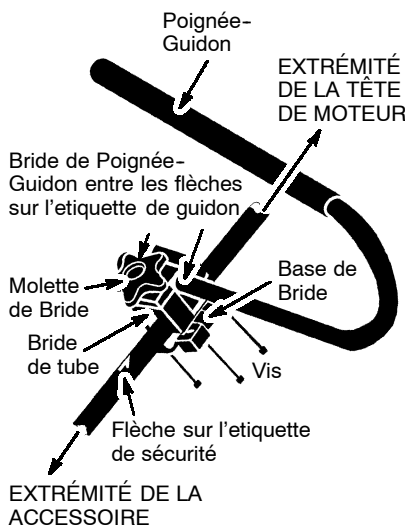 Poignée-
Guidon
EXTRÉMITÉ
DE LA TÊTE
DE MOTEUR
Bride de Poignée-
Guidon entre les flèches
sur l'etiquette de guidon
Molette
de Bride
Base de
Bride
Bride
de tube
Vis
Flèche sur l'etiquette
de sécurité
EXTRÉMITÉ DE LA
ACCESSOIRE